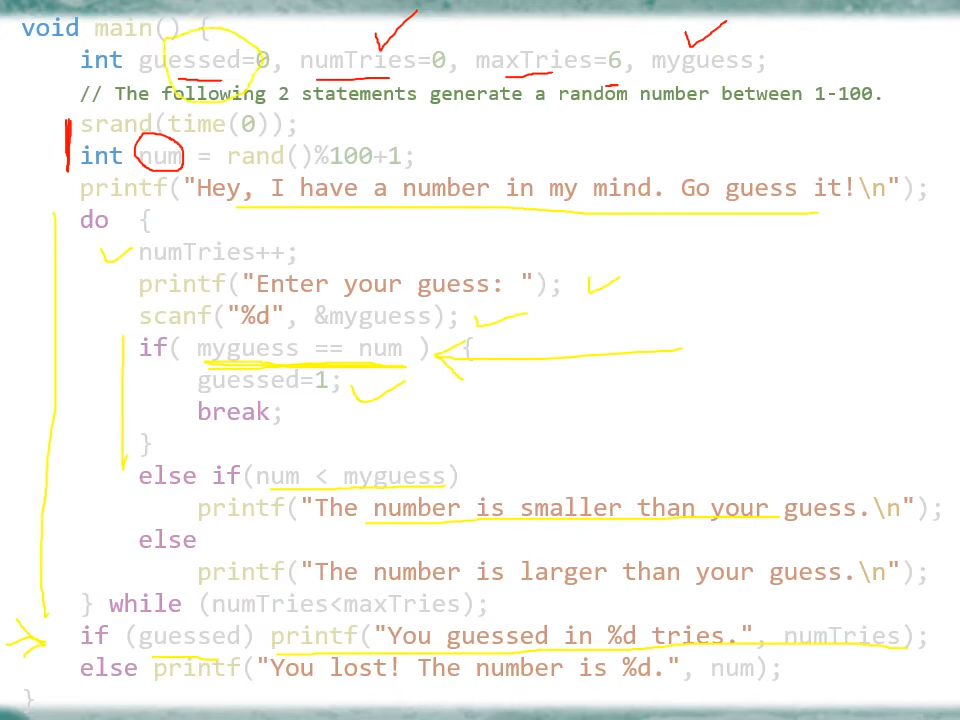 void main() {
int guessed=0, numTries=0, maxTries=6, myguess;
// The following 2 statements generate a random number between 1-100.
srand(time(0));
int num = rand()%100+1;
printf("Hey, I have a number in my mind. Go guess it!\n");
do {
numTries++;
printf("Enter your guess: ");
scanf("%d", &myguess);
if( myguess == num ) {
guessed=1;
break;
}
else if(num < myguess)
printf("The number is smaller than your guess.\n");
else
printf("The number is larger than your guess.\n");
} while (numTries<maxTries);
if (guessed) printf("You guessed in %d tries.", numTries);
else printf("You lost! The number is %d.", num);
}